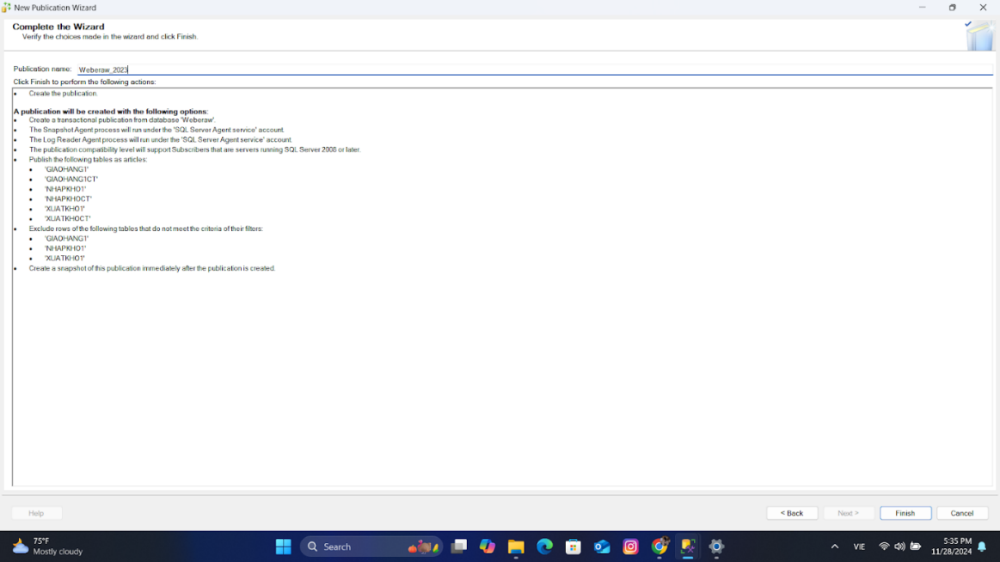 New Publication Wizard
Complete the Wizard
Verify the choices made in the wizard and click Finish.
Publication name: Weberaw_2023
Click Finish to perform the following actions:
• Create the publication.
A publication will be created with the following options:
• Create a transactional publication from database 'Weberaw'.
• The Snapshot Agent process will run under the 'SQL Server Agent service' account.
• The Log Reader Agent process will run under the 'SQL Server Agent service' account.
• The publication compatibility level will support Subscribers that are servers running SQL Server 2008 or later.
• Publish the following tables as articles:
• 'GIAOHANG1'
• 'GIAOHANG1CT'
• 'NHAPKHO1'
• 'NHAPKHOCT'
• 'XUATKHO1'
• 'XUATKHOCT'
• Exclude rows of the following tables that do not meet the criteria of their filters:
• 'GIAOHANG1'
• 'NHAPKHO1'
• 'XUATKHO1'
• Create a snapshot of this publication immediately after the publication is created.
Help
< Back
Next >
Finish
Cancel
75°F
Mostly cloudy
Search
VIE
5:35 PM
11/28/2024